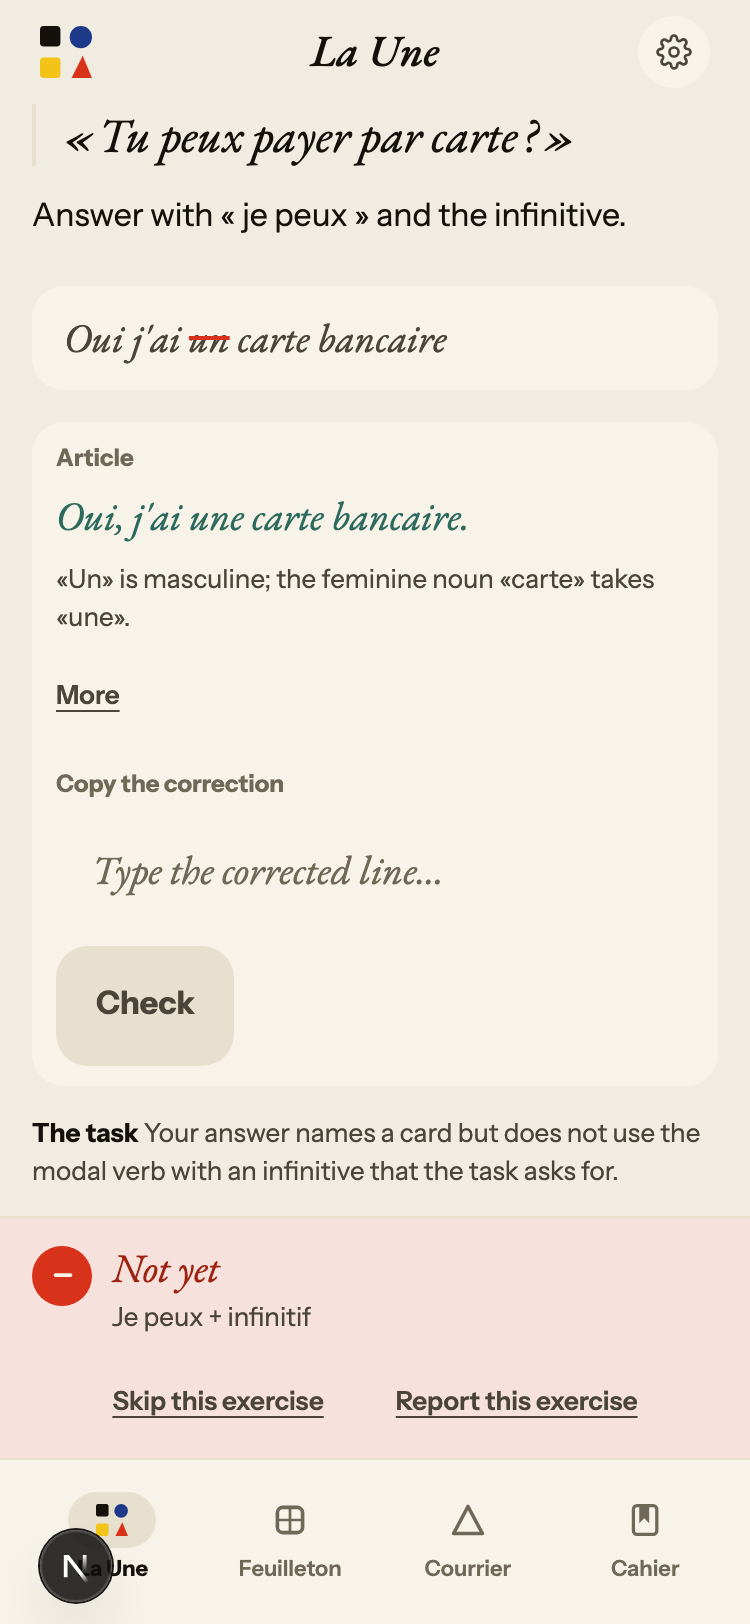 La Une
« Tu peux payer par carte ? »
Answer with « je peux » and the infinitive.
Oui j'ai un carte bancaire
Article
Oui, j'ai une carte bancaire.
«Un» is masculine; the feminine noun «carte» takes
«une».
More
Copy the correction
Type the corrected line...
Check
The task Your answer names a card but does not use the
modal verb with an infinitive that the task asks for.
Not yet
Je peux + infinitif
Skip this exercise Report this exercise
N La Une Feuilleton Courrier Cahier